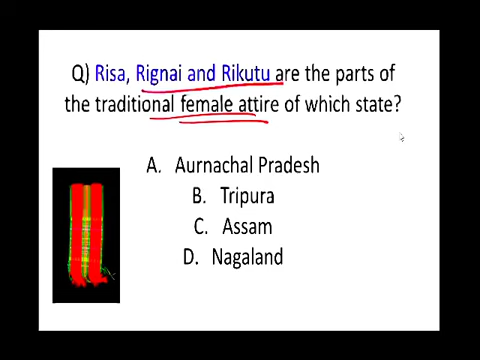 Q) Risa, Rignai and Rikutu are the parts of
the traditional female attire of which state?
A. Aurnachal Pradesh
B. Tripura
C. Assam
D. Nagaland